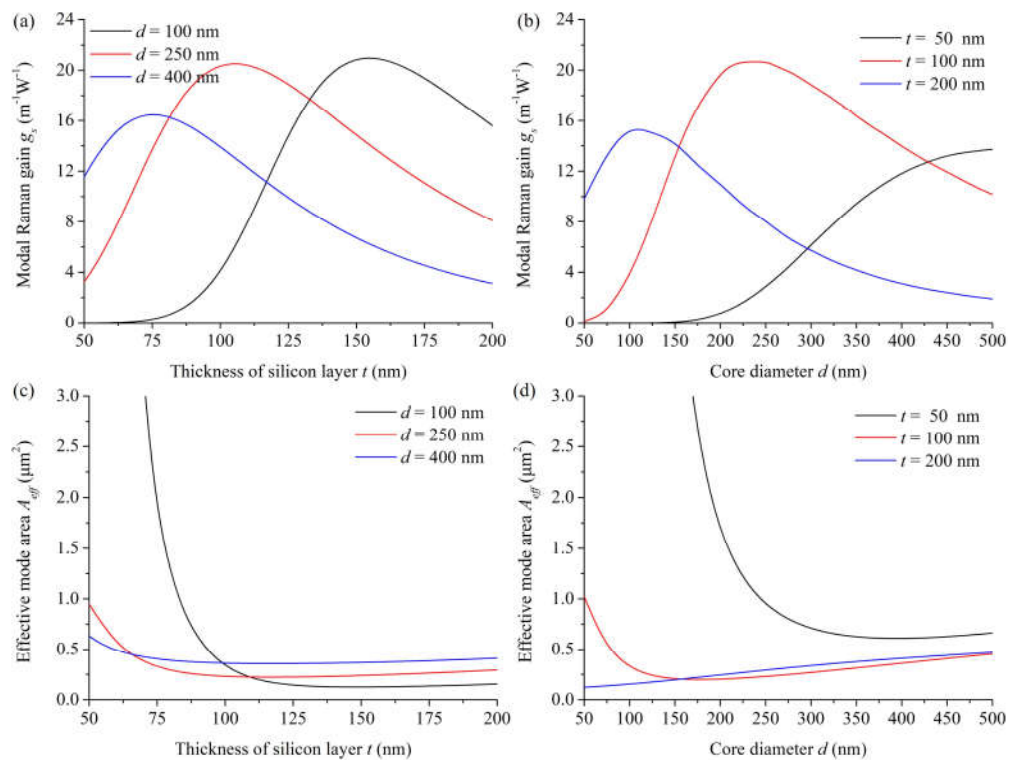 (a)
d = 100 nm
d = 250 nm
d = 400 nm
Modal Raman gain gₛ (m⁻¹W⁻¹)
24
20
16
12
8
4
0
50 75 100 125 150 175 200
Thickness of silicon layer t (nm)
(b)
t = 50 nm
t = 100 nm
t = 200 nm
Modal Raman gain gₛ (m⁻¹W⁻¹)
24
20
16
12
8
4
0
50 100 150 200 250 300 350 400 450 500
Core diameter d (nm)
(c)
d = 100 nm
d = 250 nm
d = 400 nm
Effective mode area A_eff (μm²)
3.0
2.5
2.0
1.5
1.0
0.5
0.0
50 75 100 125 150 175 200
Thickness of silicon layer t (nm)
(d)
t = 50 nm
t = 100 nm
t = 200 nm
Effective mode area A_eff (μm²)
3.0
2.5
2.0
1.5
1.0
0.5
0.0
50 100 150 200 250 300 350 400 450 500
Core diameter d (nm)